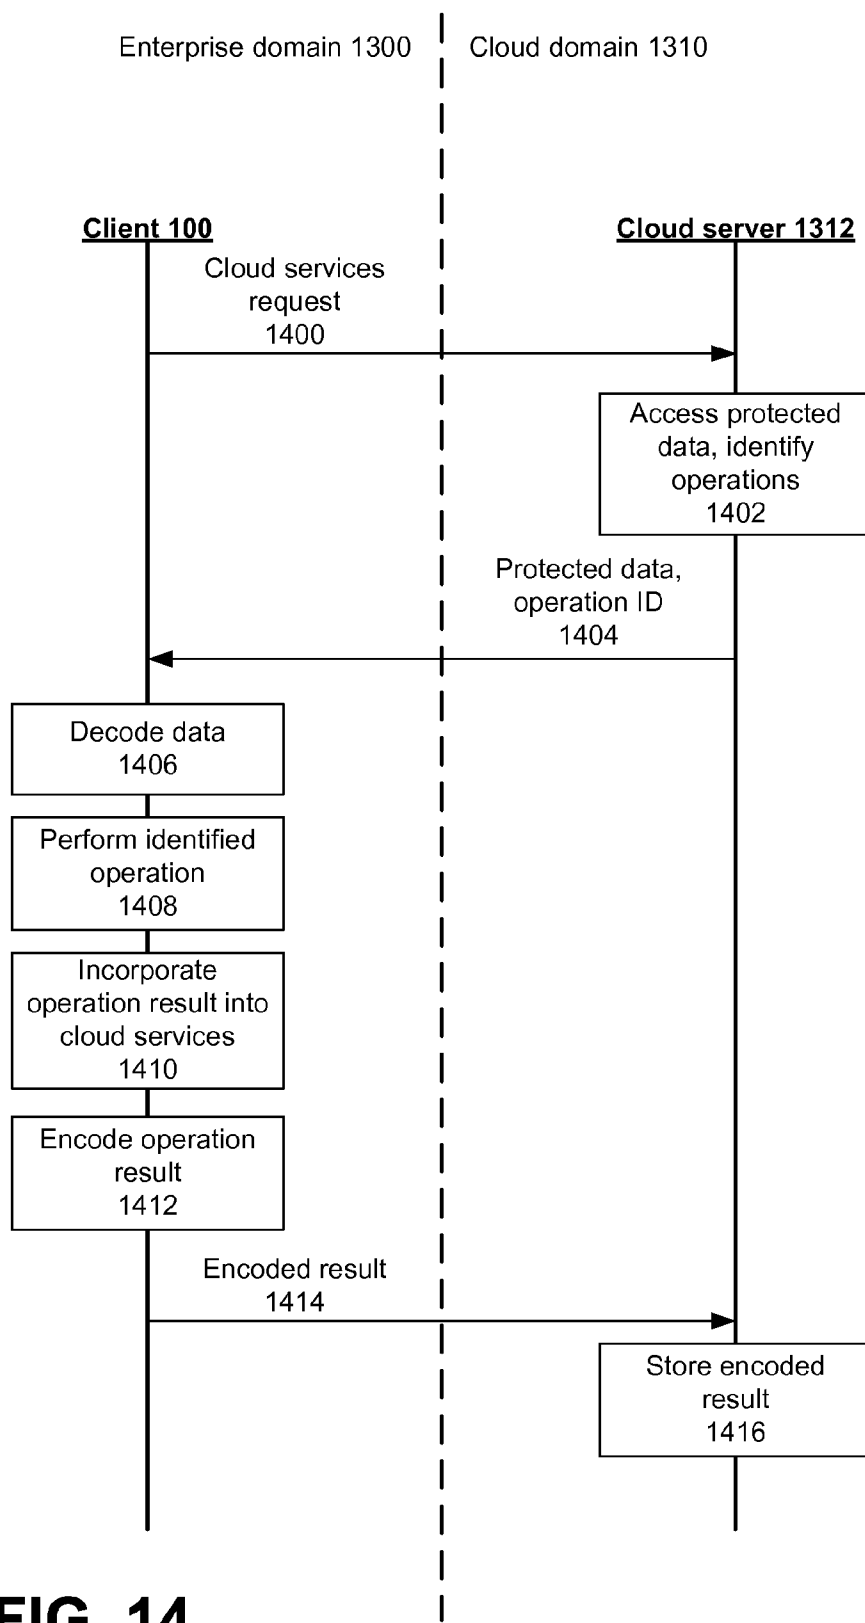 Enterprise domain 1300
Cloud domain 1310
Client 100
Cloud server 1312
Cloud services
request
1400
Access protected
data, identify
operations
1402
Protected data,
operation ID
1404
Decode data
1406
Perform identified
operation
1408
Incorporate
operation result into
cloud services
1410
Encode operation
result
1412
Encoded result
1414
Store encoded
result
1416
FIG. 14